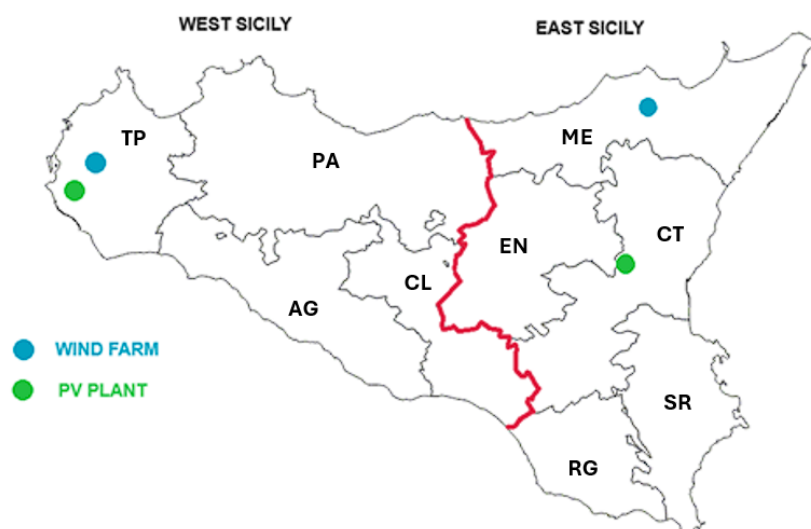 WEST SICILY
EAST SICILY
TP
PA
ME
EN
CT
CL
AG
WIND FARM
PV PLANT
SR
RG